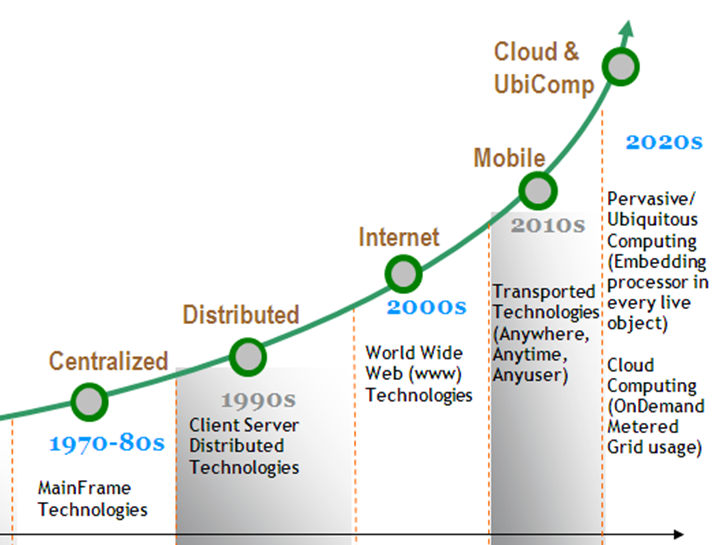 Cloud &
UbiComp
2020s
Mobile
2010s
Internet
2000s
Distributed
1990s
Centralized
1970-80s
MainFrame
Technologies
Client Server
Distributed
Technologies
World Wide
Web (www)
Technologies
Transported
Technologies
(Anywhere,
Anytime,
Anyuser)
Pervasive/
Ubiquitous
Computing
(Embedding
processor in
every live
object)
Cloud
Computing
(OnDemand
Metered
Grid usage)